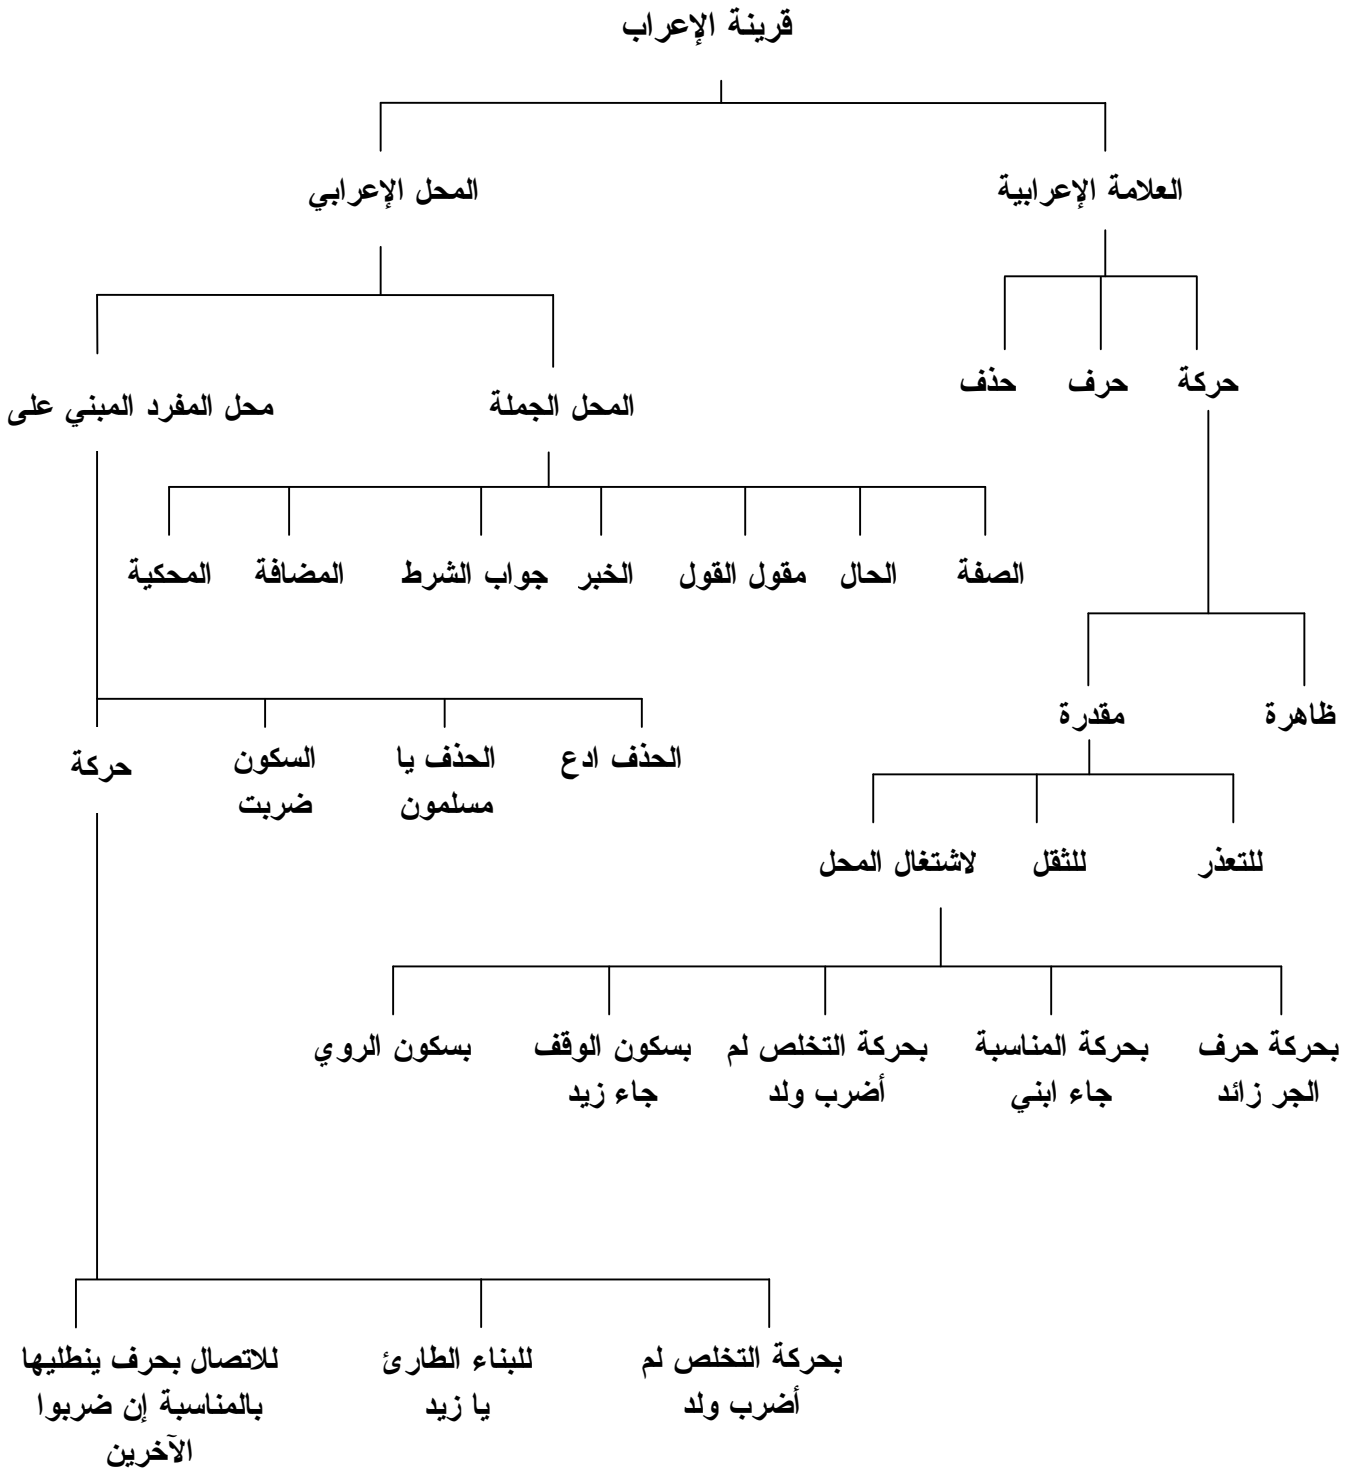 قرينة الإعراب
العلامة الإعرابية
المحل الإعرابي
حركة
حرف
حذف
المحل الجملة
محل المفرد المبني على
الصفة
الحال
مقول القول
الخبر
جواب الشرط
المضافة
المحكية
ظاهرة
مقدرة
الحذف ادع
الحذف يا
مسلمون
السكون
ضربت
حركة
للتعذر
للثقل
لاشتغال المحل
بحركة حرف
الجر زائد
بحركة المناسبة
جاء ابني
بحركة التخلص لم
أضرب ولد
بسكون الوقف
جاء زيد
بسكون الروي
بحركة التخلص لم
أضرب ولد
للبناء الطارئ
يا زيد
للاتصال بحرف ينطليها
بالمناسبة إن ضربوا
الآخرين